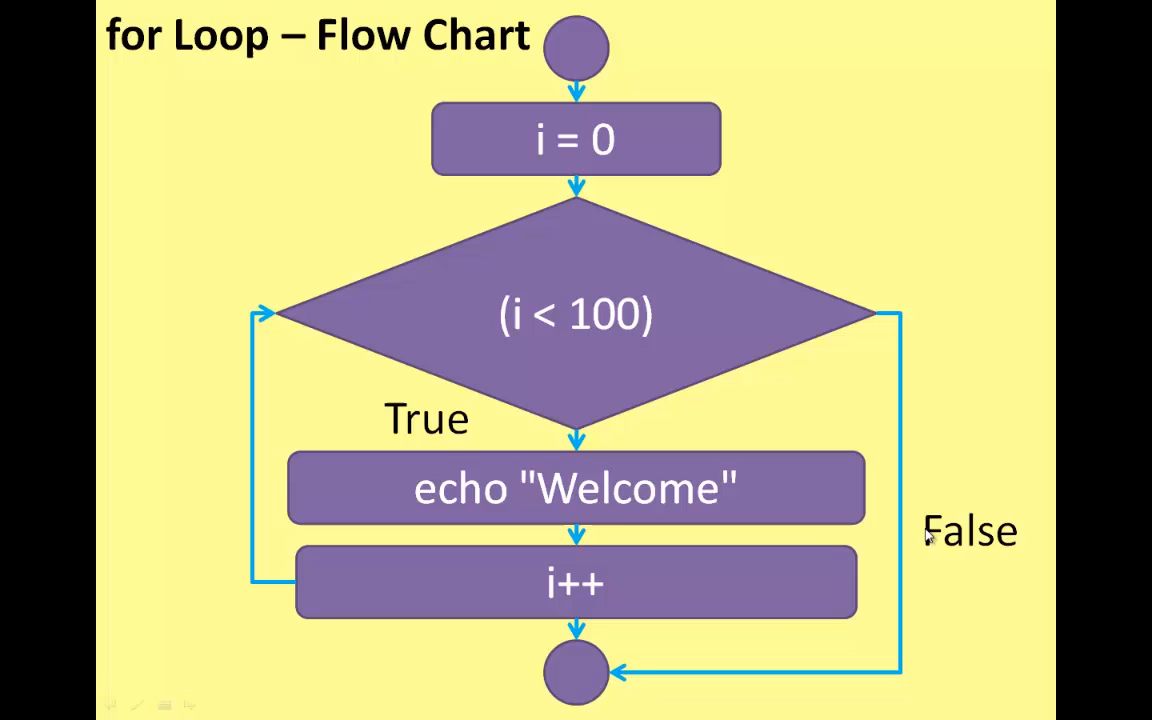 for Loop – Flow Chart
i = 0
(i < 100)
True
echo "Welcome"
False
i++